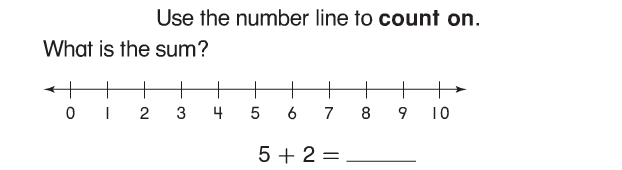 Use the number line to count on.
What is the sum?
0 1 2 3 4 5 6 7 8 9 10
5 + 2 = ______